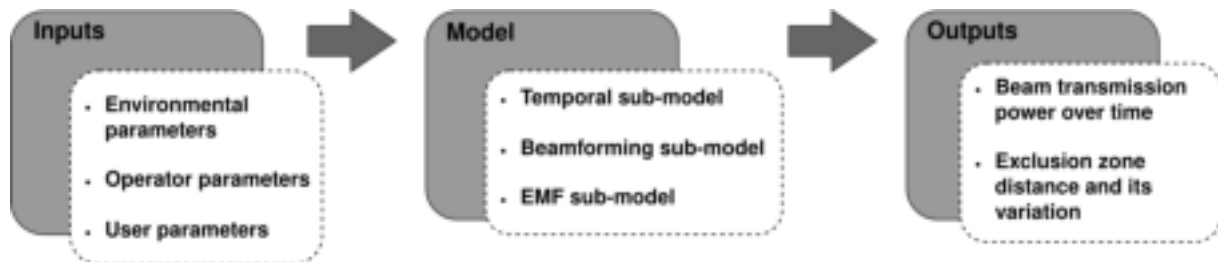 Inputs
Environmental
parameters
Operator parameters
User parameters
Model
Temporal sub-model
Beamforming sub-model
EMF sub-model
Outputs
Beam transmission
power over time
Exclusion zone
distance and its
variation